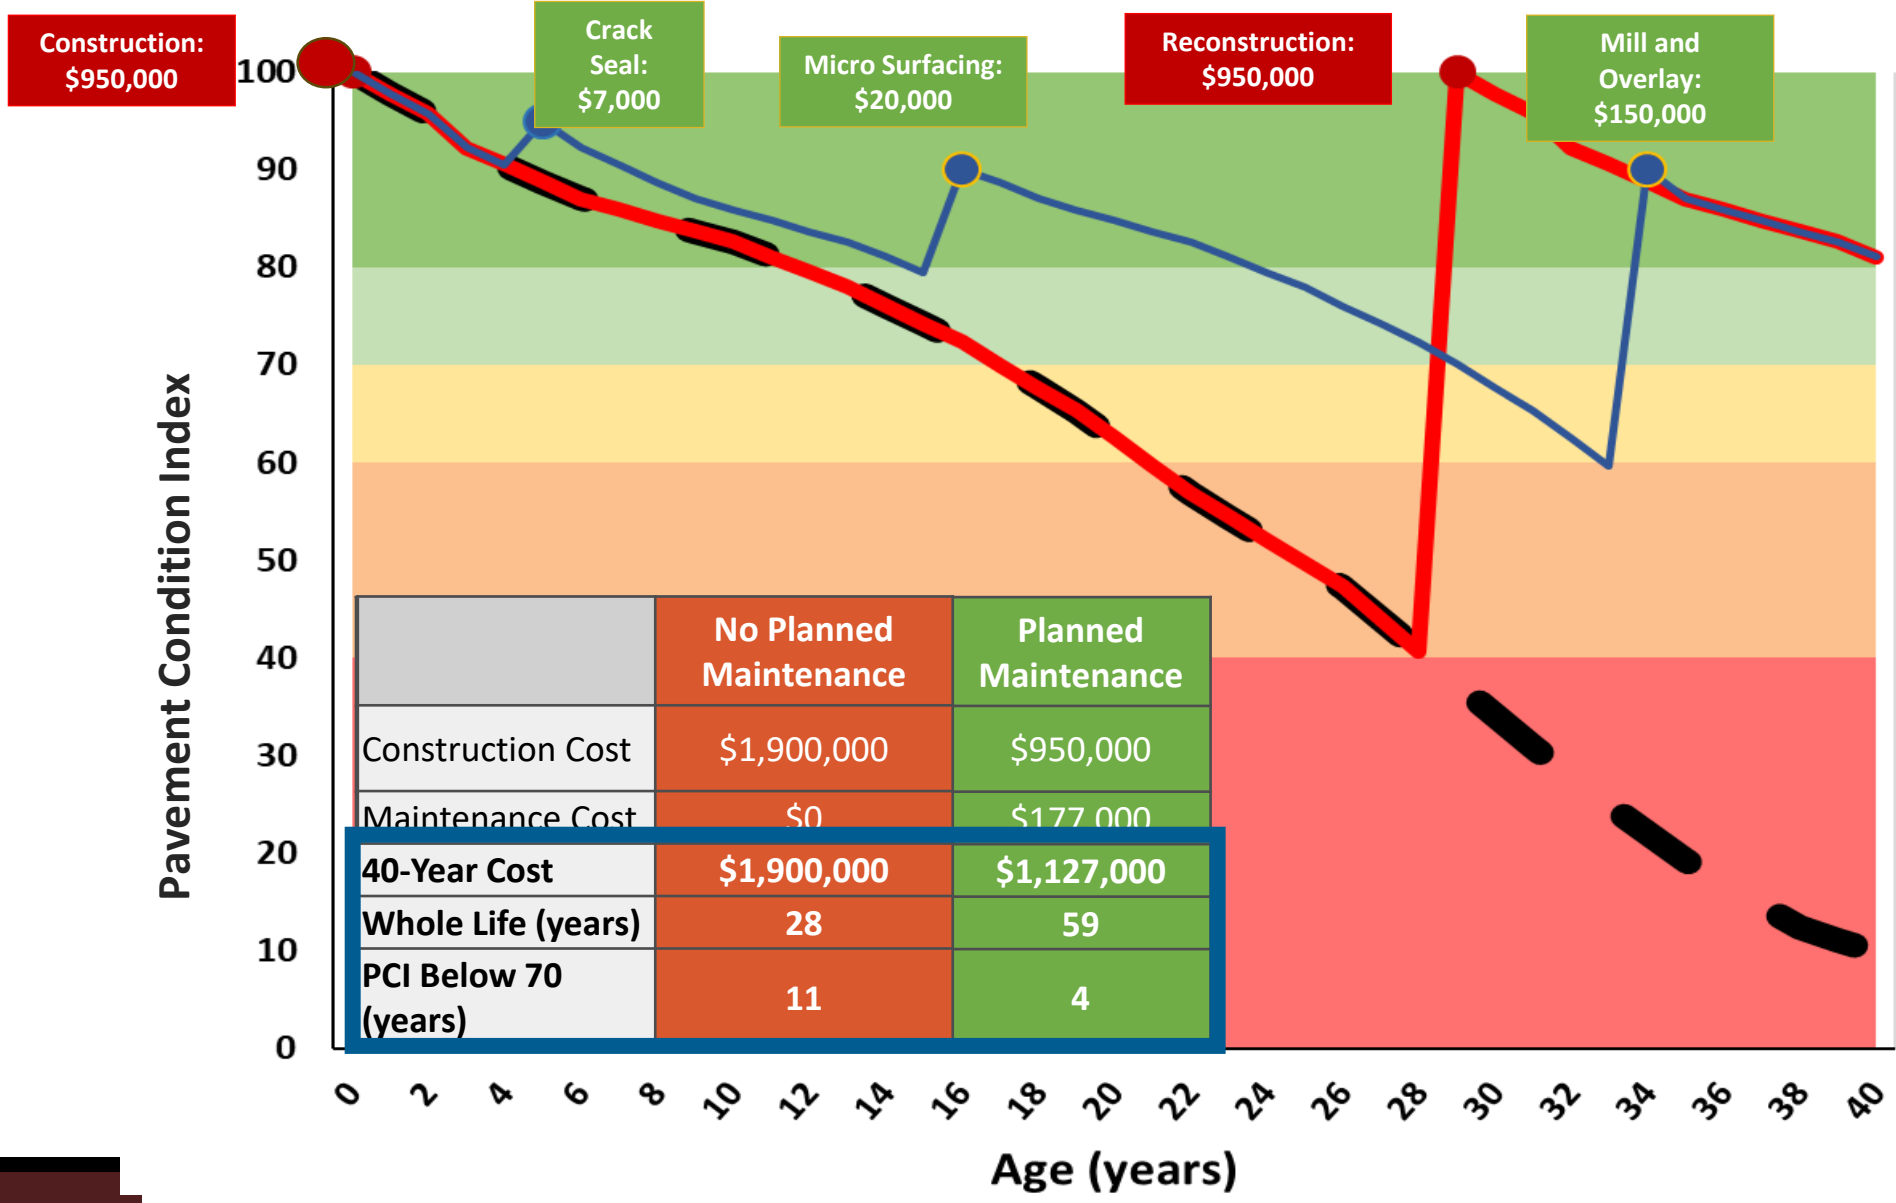 Construction:
$950,000
Crack
Seal:
$7,000
Micro Surfacing:
$20,000
Reconstruction:
$950,000
Mill and
Overlay:
$150,000
Pavement Condition Index
100
90
80
70
60
50
40
30
20
10
0
No Planned
Maintenance
Planned
Maintenance
Construction Cost
$1,900,000
$950,000
Maintenance Cost
$0
$177,000
40-Year Cost
$1,900,000
$1,127,000
Whole Life (years)
28
59
PCI Below 70
(years)
11
4
0
2
4
6
8
10
12
14
16
18
20
22
24
26
28
30
32
34
36
38
40
Age (years)